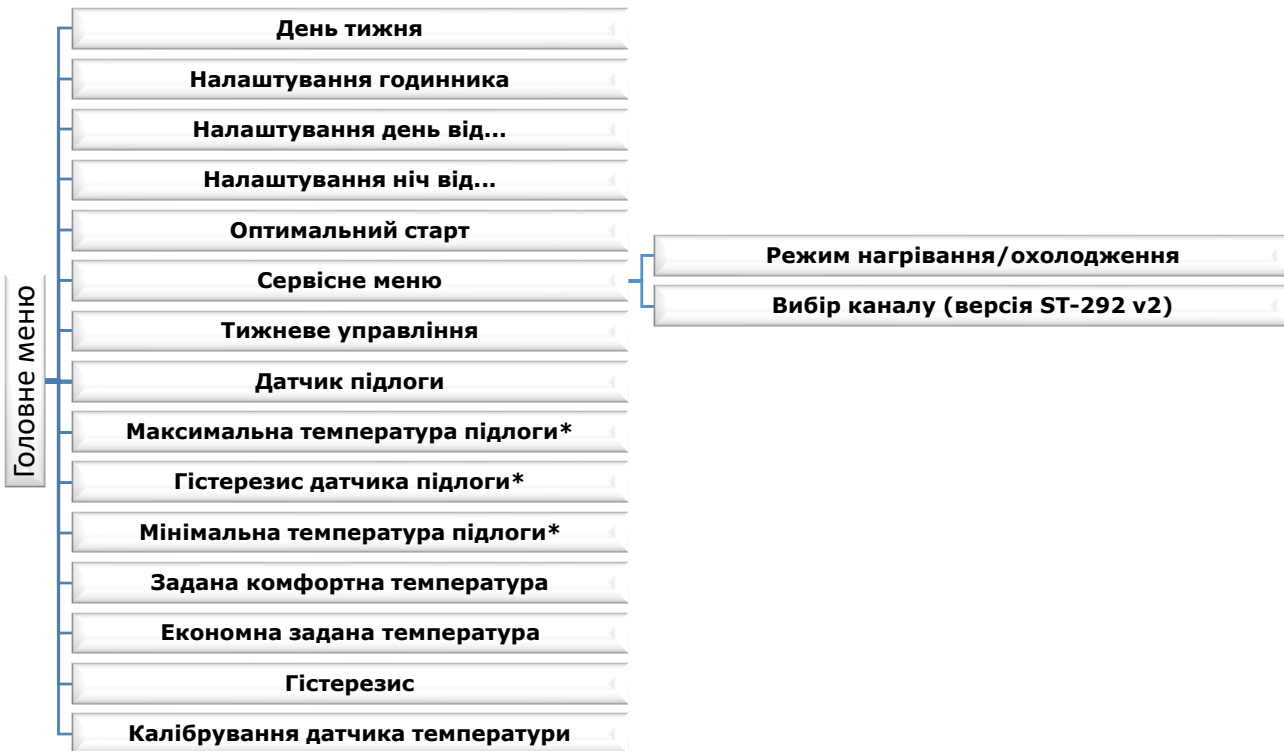 Головне меню
День тижня
Налаштування годинника
Налаштування день від...
Налаштування ніч від...
Оптимальний старт
Сервісне меню
Режим нагрівання/охолодження
Вибір каналу (версія ST-292 v2)
Тижневе управління
Датчик підлоги
Максимальна температура підлоги*
Гістерезис датчика підлоги*
Мінімальна температура підлоги*
Задана комфортна температура
Економна задана температура
Гістерезис
Калібрування датчика температури